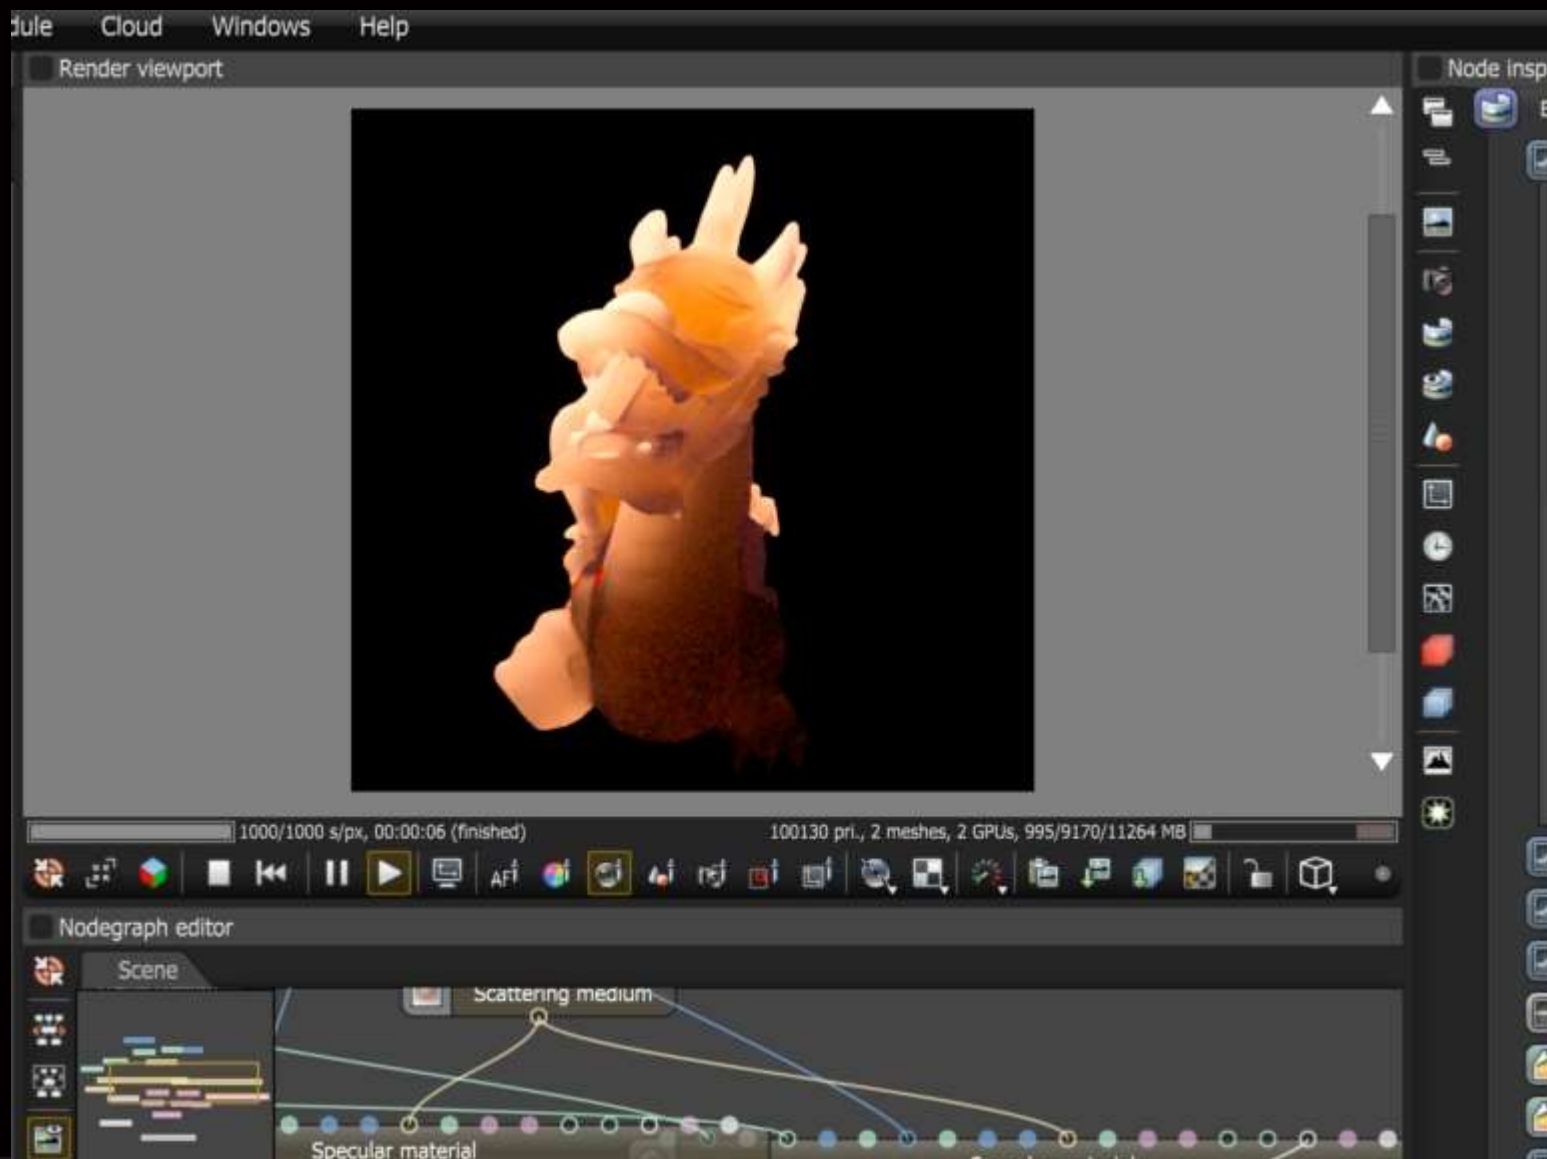 dule Cloud Windows Help
Render viewport
Node insp
1000/1000 s/px, 00:00:06 (finished)
100130 pri., 2 meshes, 2 GPUs, 995/9170/11264 MB
AF
Nodegraph editor
Scene
Scattering medium
Specular material